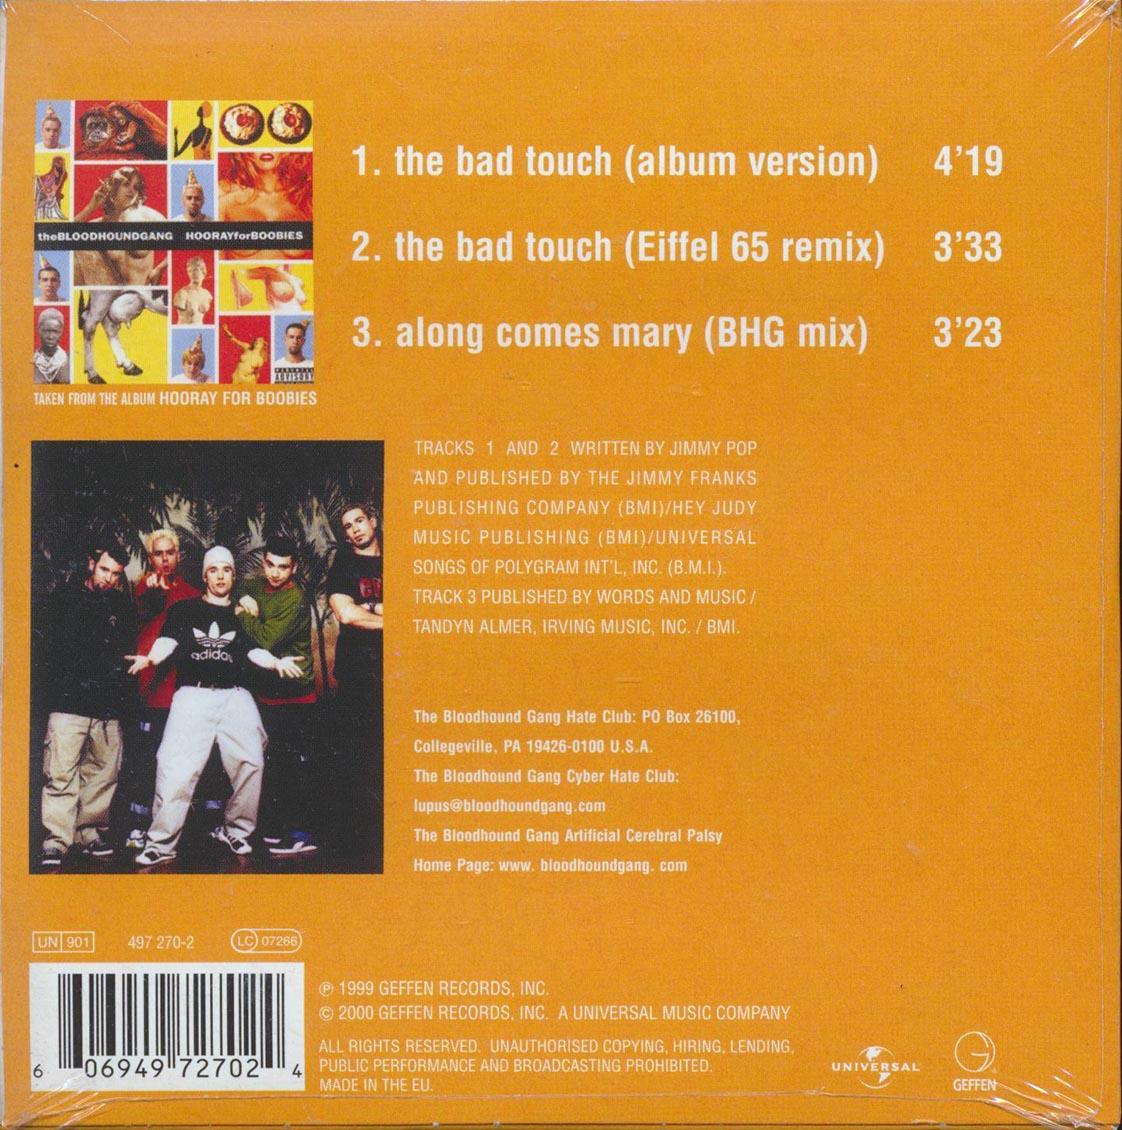 1. the bad touch (album version) 4'19
2. the bad touch (Eiffel 65 remix) 3'33
3. along comes mary (BHG mix) 3'23
theBLOODHOUNDGANG HOORAYforBOOBIES
PARENTAL
ADVISORY
TAKEN FROM THE ALBUM HOORAY FOR BOOBIES
adidas
TRACKS 1 AND 2 WRITTEN BY JIMMY POP
AND PUBLISHED BY THE JIMMY FRANKS
PUBLISHING COMPANY (BMI)/HEY JUDY
MUSIC PUBLISHING (BMI)/UNIVERSAL
SONGS OF POLYGRAM INT'L, INC. (B.M.I.).
TRACK 3 PUBLISHED BY WORDS AND MUSIC /
TANDYN ALMER, IRVING MUSIC, INC. / BMI.
The Bloodhound Gang Hate Club: PO Box 26100,
Collegeville, PA 19426-0100 U.S.A.
The Bloodhound Gang Cyber Hate Club:
lupus@bloodhoundgang.com
The Bloodhound Gang Artificial Cerebral Palsy
Home Page: www. bloodhoundgang. com
UN 901 497 270-2 LC 07266
6 06949 72702 4
℗ 1999 GEFFEN RECORDS, INC.
© 2000 GEFFEN RECORDS, INC. A UNIVERSAL MUSIC COMPANY
ALL RIGHTS RESERVED. UNAUTHORISED COPYING, HIRING, LENDING,
PUBLIC PERFORMANCE AND BROADCASTING PROHIBITED.
MADE IN THE EU.
UNIVERSAL
GEFFEN